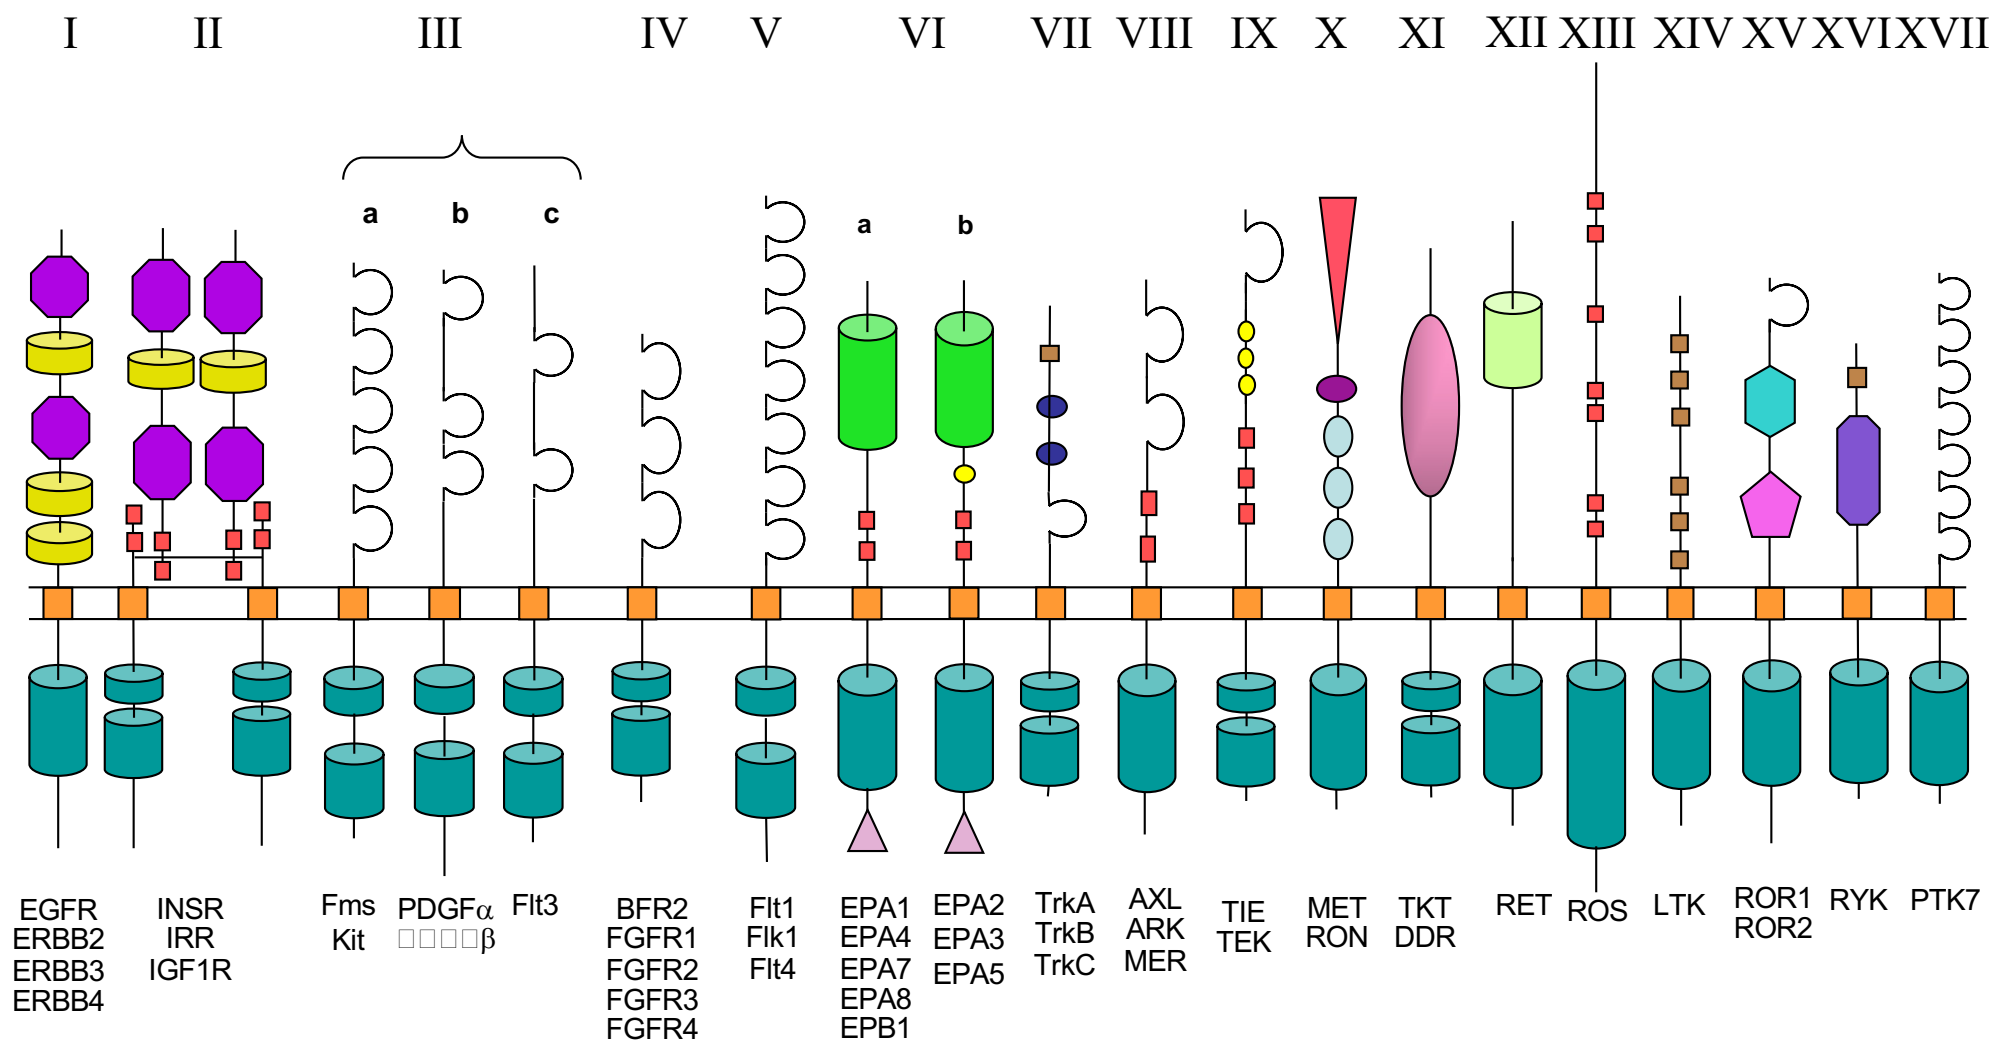 I II III IV V VI VII VIII IX X XI XII XIII XIV XV XVI XVII
a b c a b
EGFR
ERBB2
ERBB3
ERBB4
INSR
IRR
IGF1R
Fms
Kit
PDGFα
□□□□β
Flt3
BFR2
FGFR1
FGFR2
FGFR3
FGFR4
Flt1
Flk1
Flt4
EPA1
EPA4
EPA7
EPA8
EPB1
EPA2
EPA3
EPA5
TrkA
TrkB
TrkC
AXL
ARK
MER
TIE
TEK
MET
RON
TKT
DDR
RET
ROS
LTK
ROR1
ROR2
RYK
PTK7